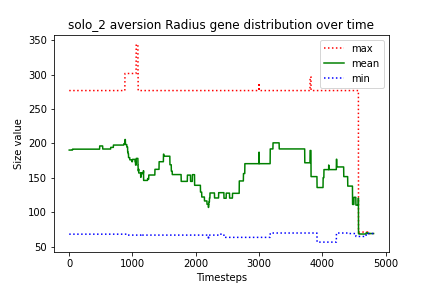 solo_2 aversion Radius gene distribution over time
350
300
250
200
150
100
50
Size value
max
mean
min
0
1000
2000
3000
4000
5000
Timesteps